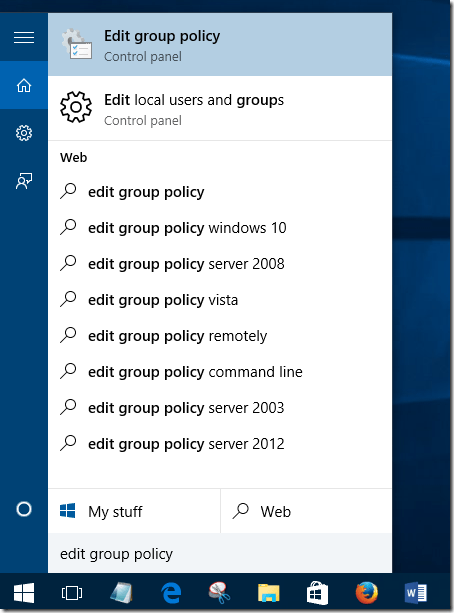 Edit group policy
Control panel
Edit local users and groups
Control panel
Web
edit group policy
edit group policy windows 10
edit group policy server 2008
edit group policy vista
edit group policy remotely
edit group policy command line
edit group policy server 2003
edit group policy server 2012
My stuff
Web
edit group policy